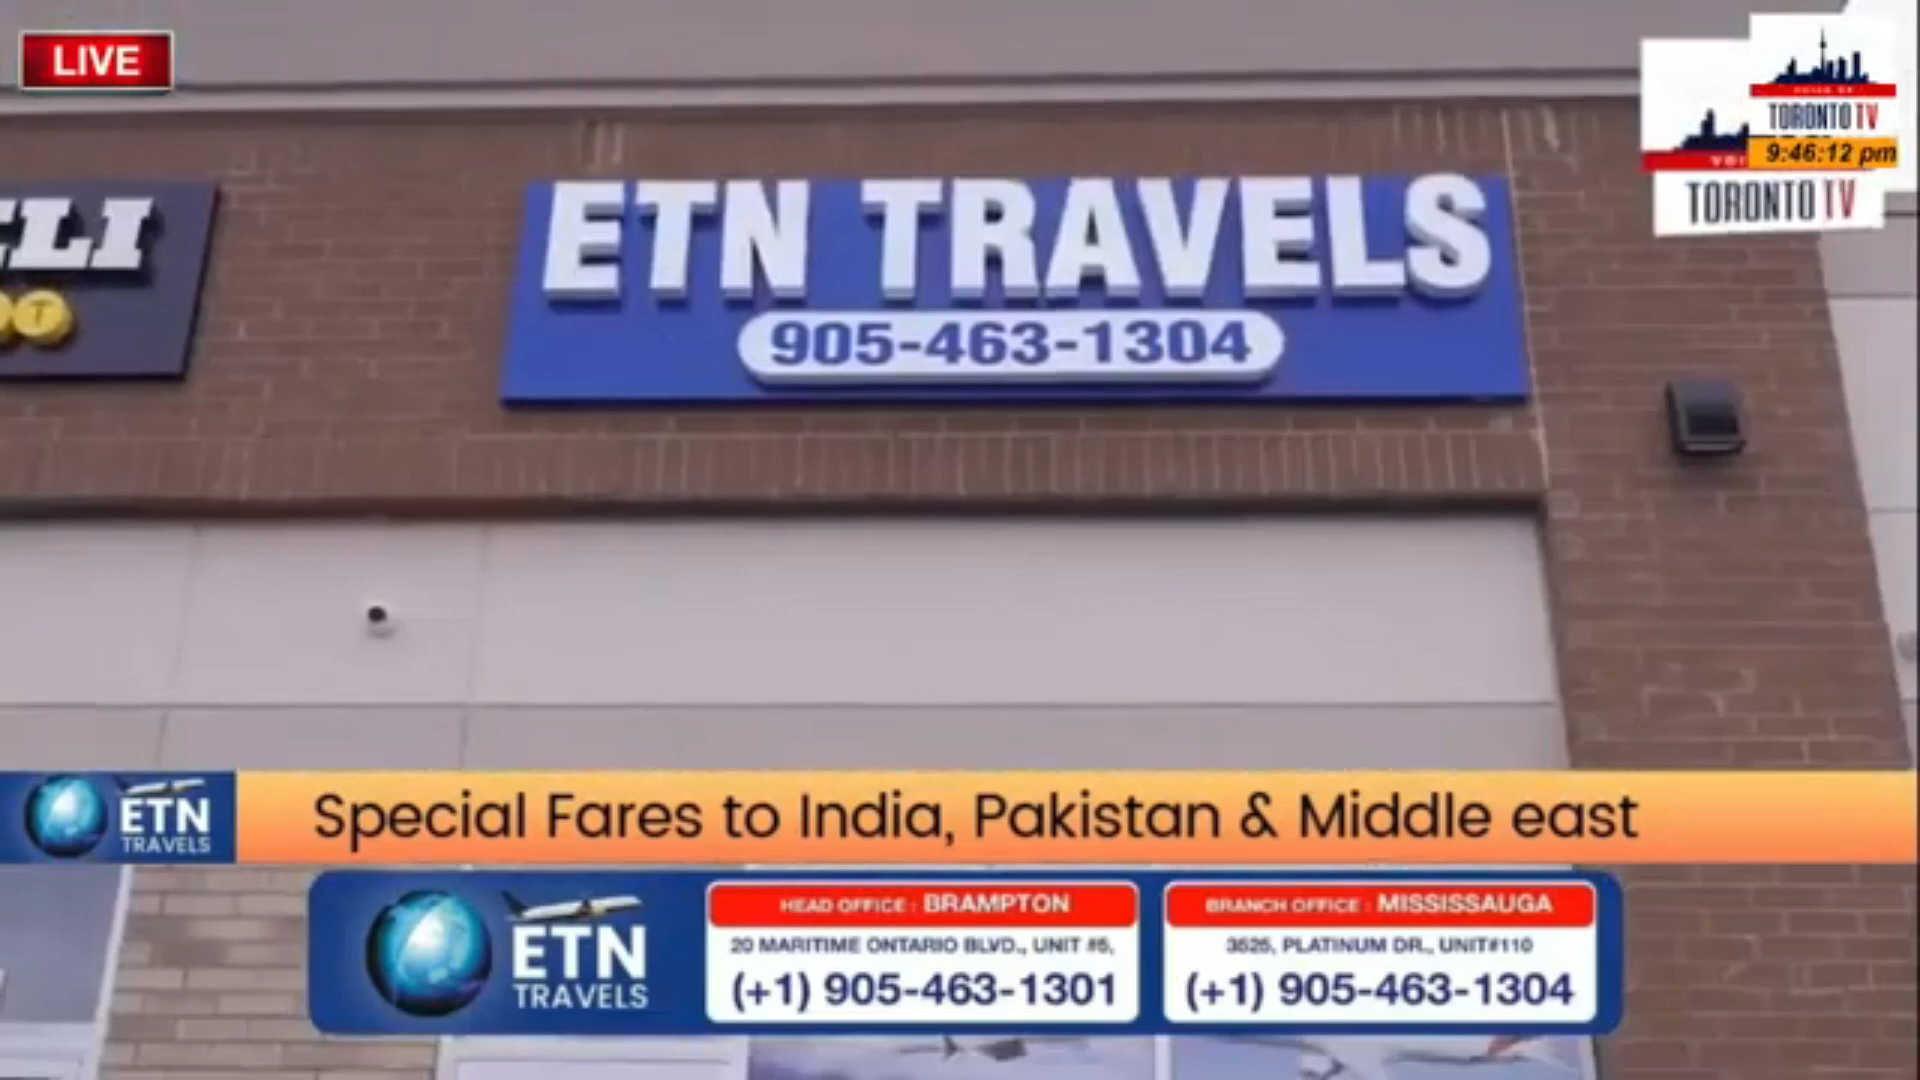 LIVE
TORONTO TV
9:46:12 pm
TORONTO TV
ELI
T
ETN TRAVELS
905-463-1304
ETN
TRAVELS
Special Fares to India, Pakistan & Middle east
ETN
TRAVELS
HEAD OFFICE : BRAMPTON
20 MARITIME ONTARIO BLVD., UNIT #5,
(+1) 905-463-1301
BRANCH OFFICE : MISSISSAUGA
3525, PLATINUM DR., UNIT#110
(+1) 905-463-1304